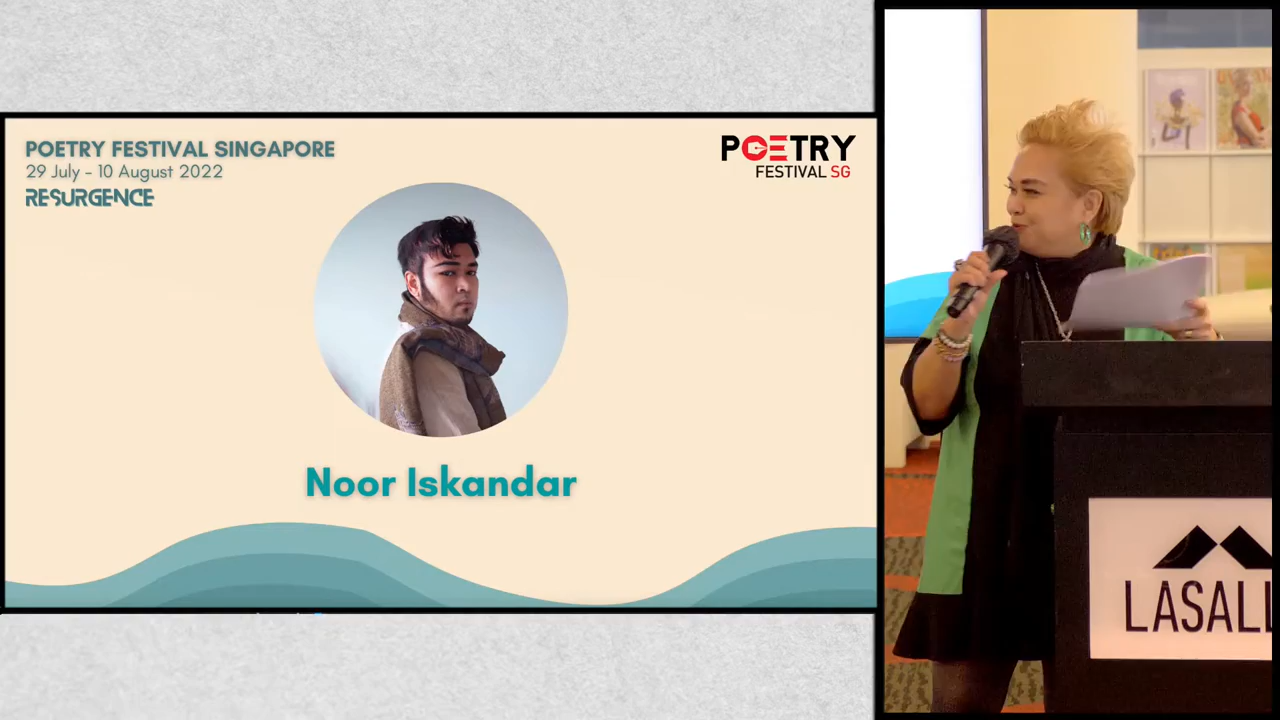 POETRY FESTIVAL SINGAPORE
29 July - 10 August 2022
RESURGENCE
POETRY
FESTIVAL SG
Noor Iskandar
LASALL